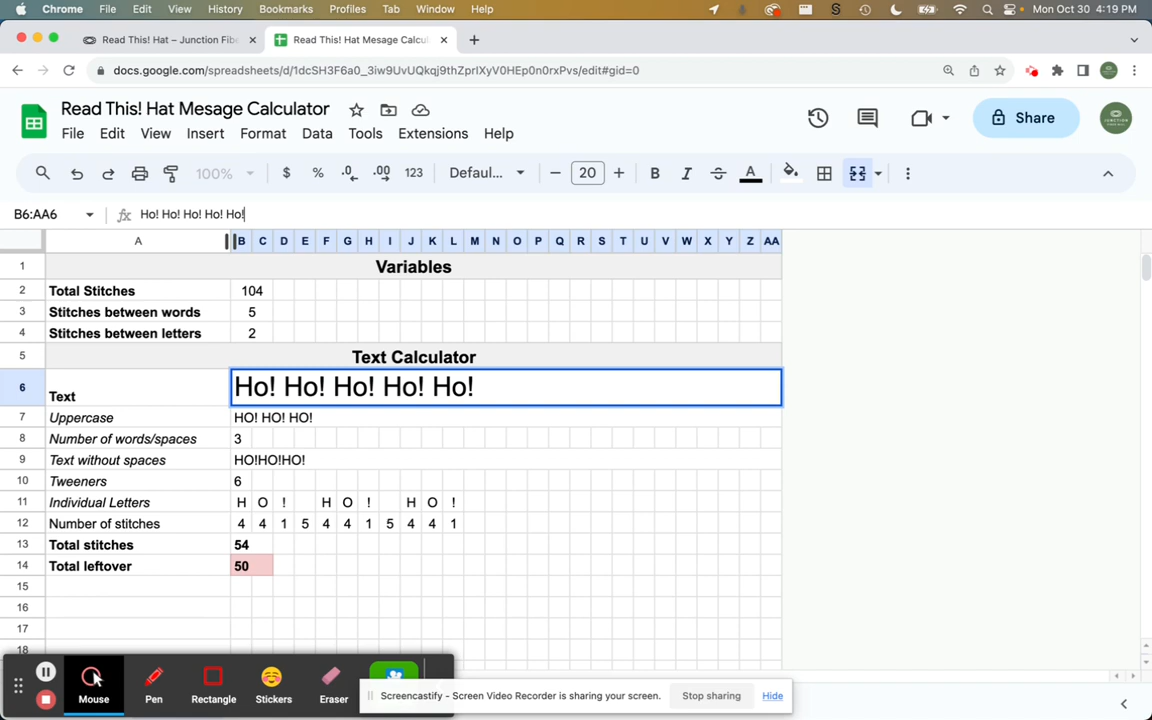 Chrome File Edit View History Bookmarks Profiles Tab Window Help Mon Oct 30 4:19 PM
Read This! Hat – Junction Fib
Read This! Hat Mesage Calcul
docs.google.com/spreadsheets/d/1dcSH3F6a0_3iw9UvUQkqj9thZprIXyV0HEp0n0rxPvs/edit#gid=0
Read This! Hat Mesage Calculator
File Edit View Insert Format Data Tools Extensions Help
Share
100% $ % .0 .00 123 Defaul... 20 B I A
B6:AA6 fx Ho! Ho! Ho! Ho! Ho!
A B C D E F G H I J K L M N O P Q R S T U V W X Y Z AA
1 Variables
2 Total Stitches 104
3 Stitches between words 5
4 Stitches between letters 2
5 Text Calculator
6 Text Ho! Ho! Ho! Ho! Ho!
7 Uppercase HO! HO! HO!
8 Number of words/spaces 3
9 Text without spaces HO!HO!HO!
10 Tweeners 6
11 Individual Letters H O ! H O ! H O !
12 Number of stitches 4 4 1 5 4 4 1 5 4 4 1
13 Total stitches 54
14 Total leftover 50
15
16
17
18
Mouse Pen Rectangle Stickers Eraser
Screencastify - Screen Video Recorder is sharing your screen. Stop sharing Hide